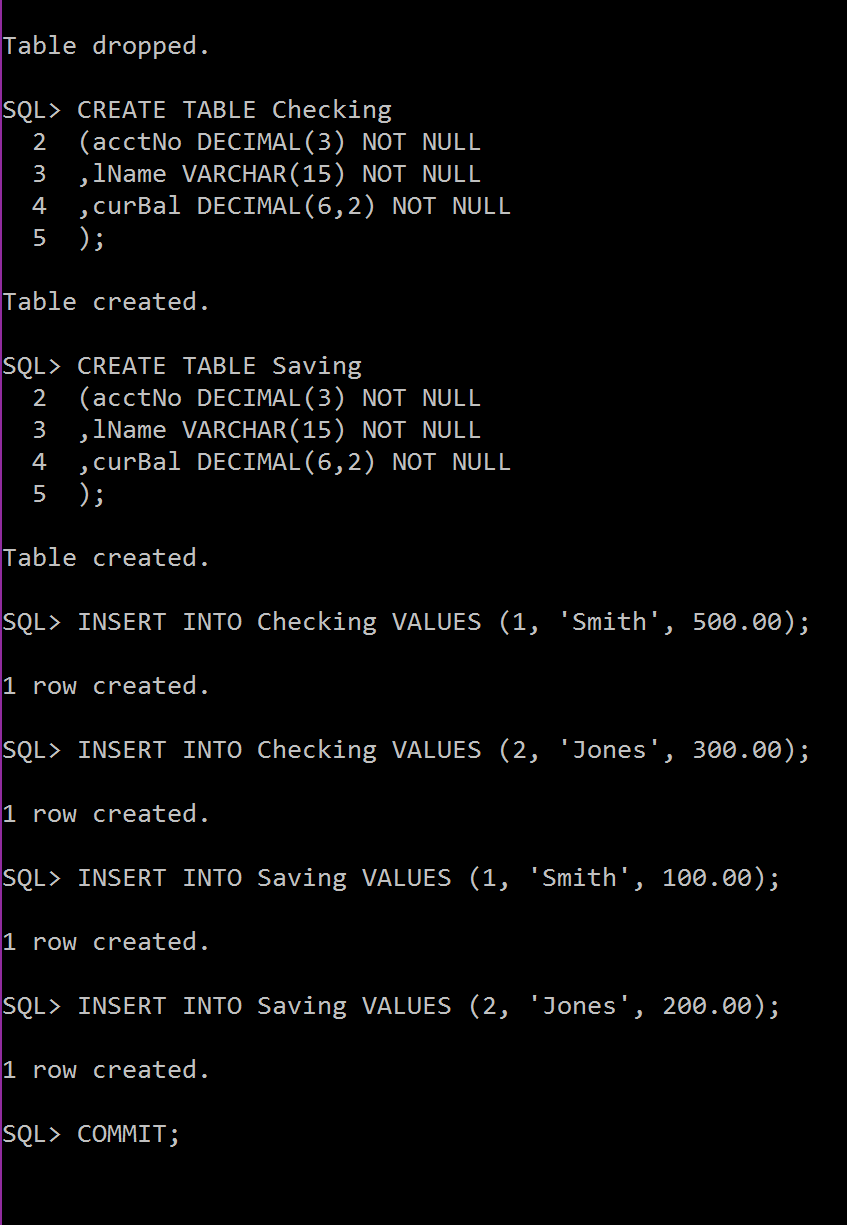 Table dropped.
SQL> CREATE TABLE Checking
2 (acctNo DECIMAL(3) NOT NULL
3 ,lName VARCHAR(15) NOT NULL
4 ,curBal DECIMAL(6,2) NOT NULL
5 );
Table created.
SQL> CREATE TABLE Saving
2 (acctNo DECIMAL(3) NOT NULL
3 ,lName VARCHAR(15) NOT NULL
4 ,curBal DECIMAL(6,2) NOT NULL
5 );
Table created.
SQL> INSERT INTO Checking VALUES (1, 'Smith', 500.00);
1 row created.
SQL> INSERT INTO Checking VALUES (2, 'Jones', 300.00);
1 row created.
SQL> INSERT INTO Saving VALUES (1, 'Smith', 100.00);
1 row created.
SQL> INSERT INTO Saving VALUES (2, 'Jones', 200.00);
1 row created.
SQL> COMMIT;